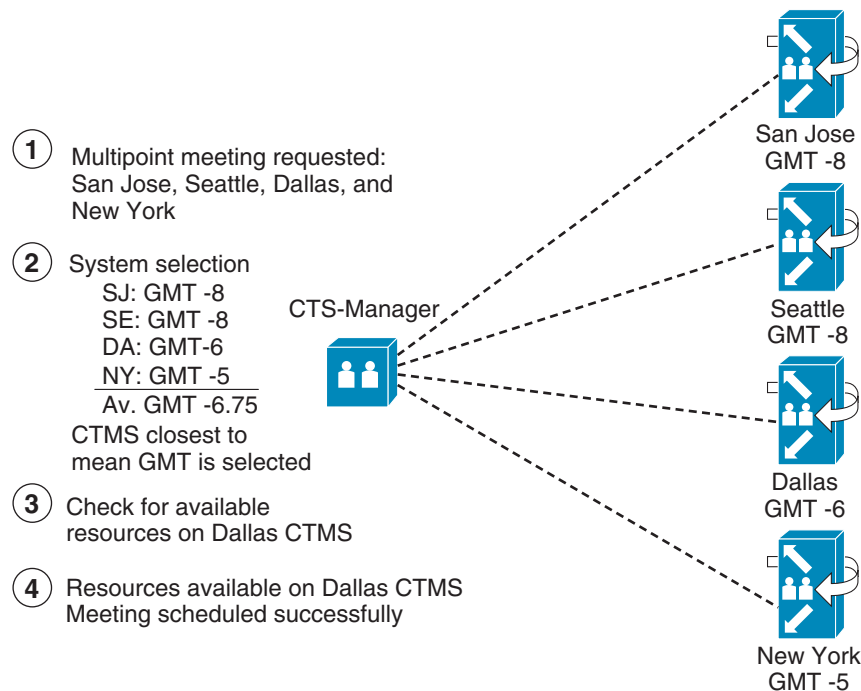 1
Multipoint meeting requested:
San Jose, Seattle, Dallas, and
New York
2
System selection
SJ: GMT -8
SE: GMT -8
DA: GMT-6
NY: GMT -5
Av. GMT -6.75
CTMS closest to
mean GMT is selected
3
Check for available
resources on Dallas CTMS
4
Resources available on Dallas CTMS
Meeting scheduled successfully
CTS-Manager
San Jose
GMT -8
Seattle
GMT -8
Dallas
GMT -6
New York
GMT -5